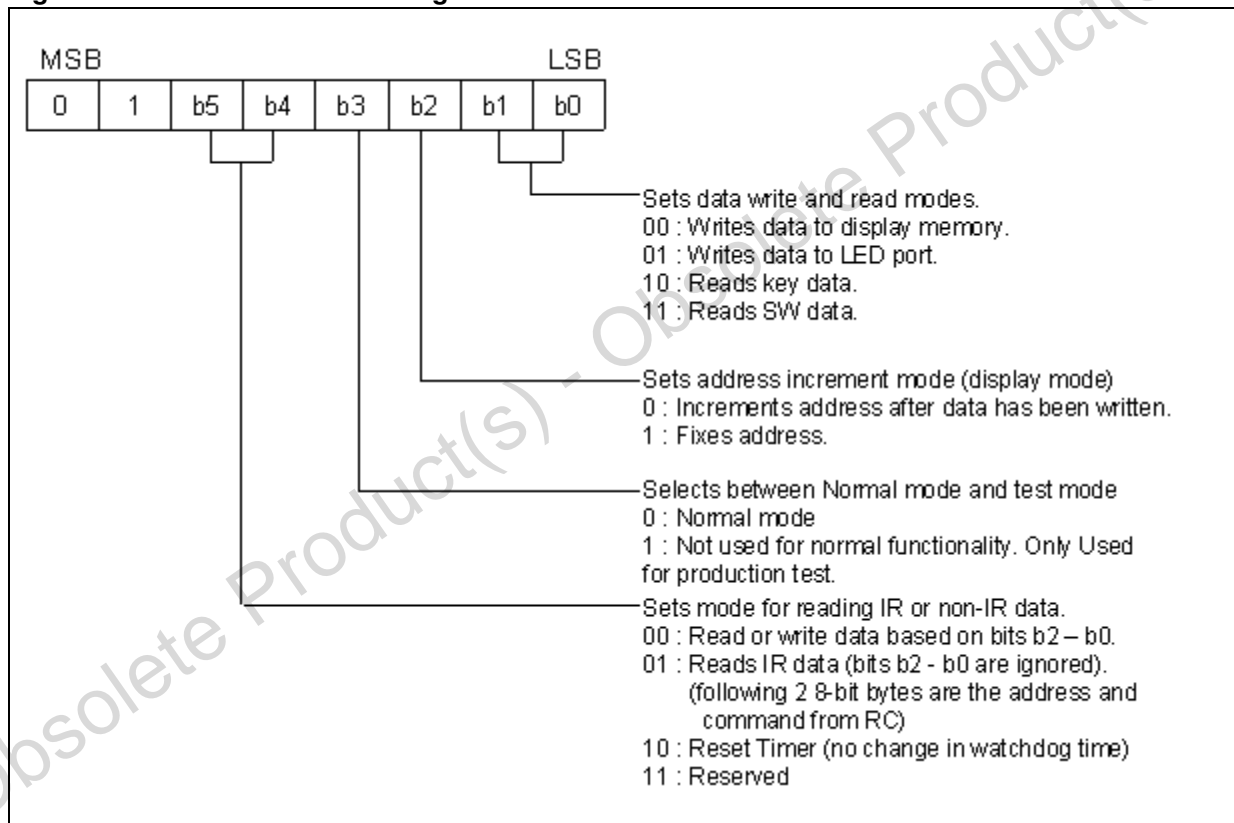 MSB LSB
0 1 b5 b4 b3 b2 b1 b0
Sets data write and read modes.
00 : Writes data to display memory.
01 : Writes data to LED port.
10 : Reads key data.
11 : Reads SW data.
Sets address increment mode (display mode)
0 : Increments address after data has been written.
1 : Fixes address.
Selects between Normal mode and test mode
0 : Normal mode
1 : Not used for normal functionality. Only Used
for production test.
Sets mode for reading IR or non-IR data.
00 : Read or write data based on bits b2 – b0.
01 : Reads IR data (bits b2 - b0 are ignored).
(following 2 8-bit bytes are the address and
command from RC)
10 : Reset Timer (no change in watchdog time)
11 : Reserved
Obsolete Product(s) - Obsolete Product(s)